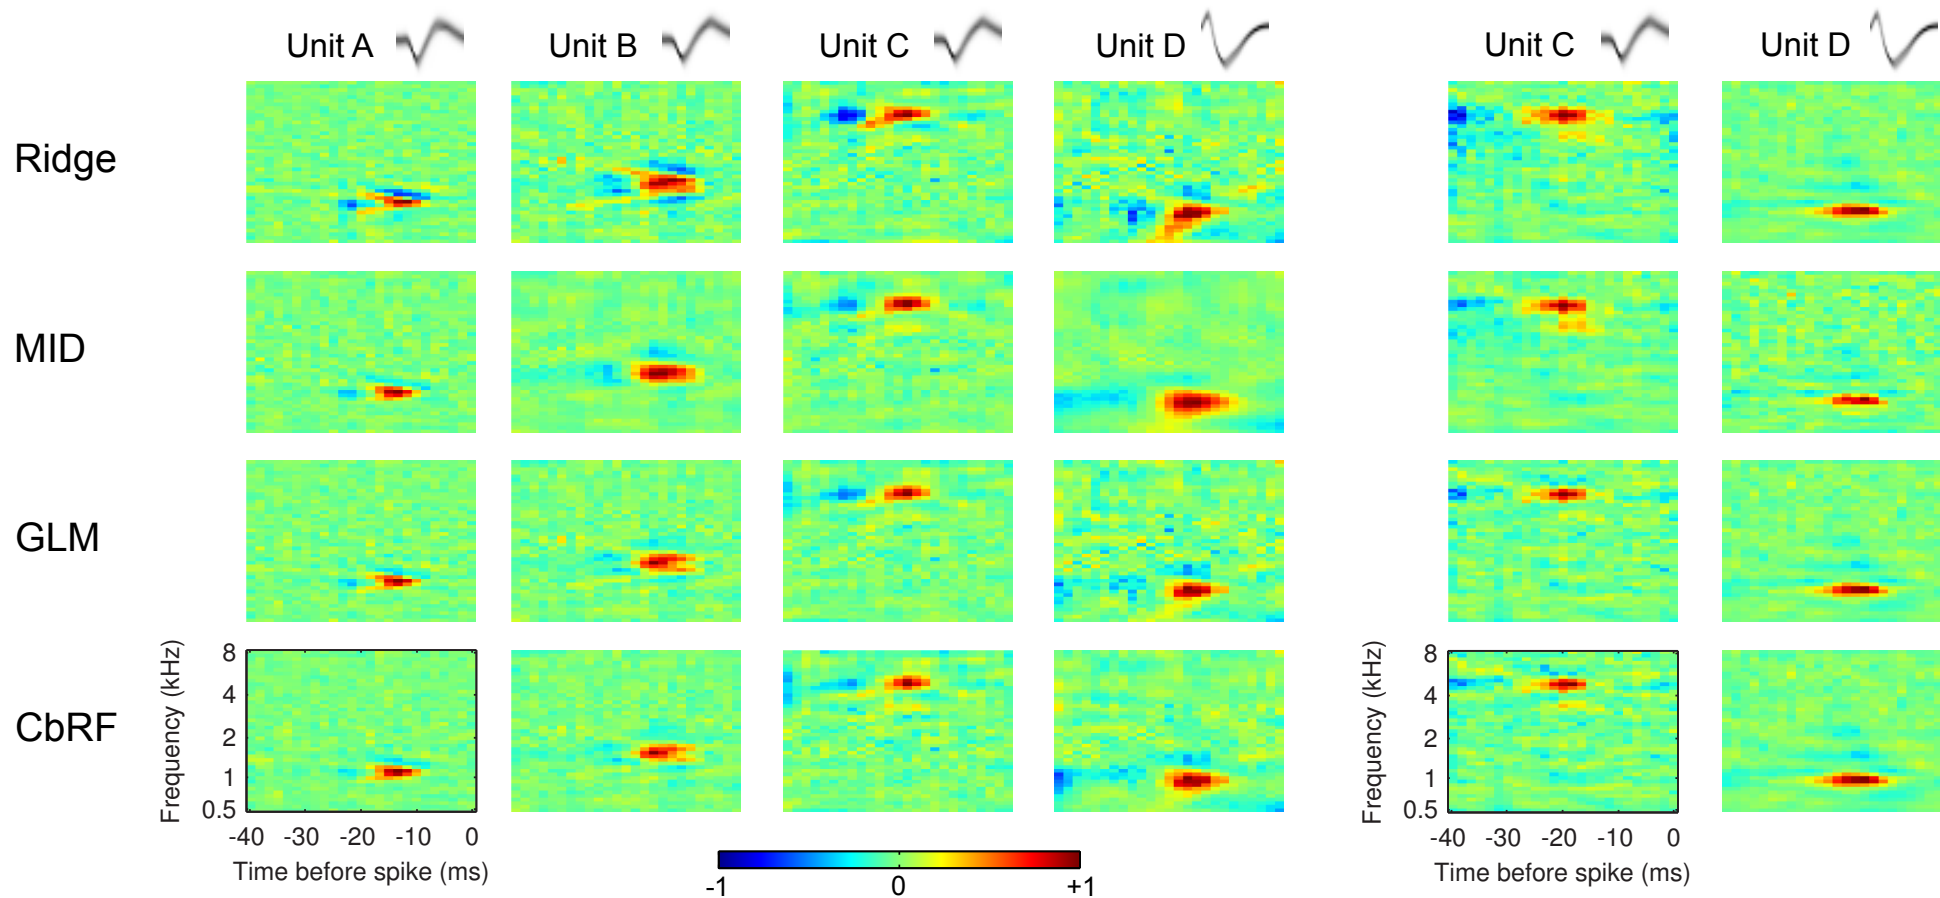 Unit A Unit B Unit C Unit D Unit C Unit D
Ridge
MID
GLM
CbRF
Frequency (kHz)
8
4
2
1
0.5
-40 -30 -20 -10 0
Time before spike (ms)
Frequency (kHz)
8
4
2
1
0.5
-40 -30 -20 -10 0
Time before spike (ms)
-1 0 +1